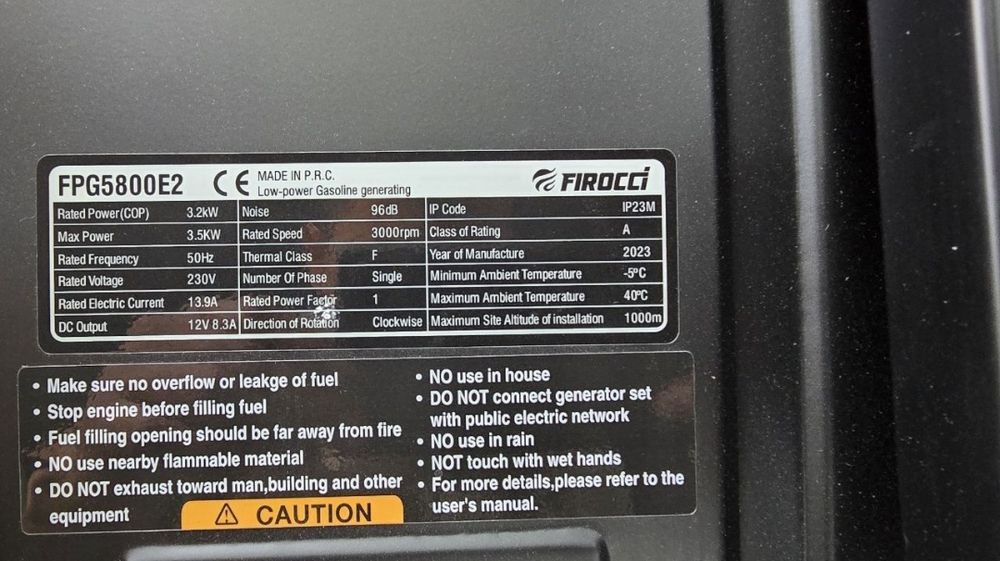 FPG5800E2 CE MADE IN P.R.C.
Low-power Gasoline generating
FIROCCI
Rated Power(COP) 3.2kW Noise 96dB IP Code IP23M
Max Power 3.5KW Rated Speed 3000rpm Class of Rating A
Rated Frequency 50Hz Thermal Class F Year of Manufacture 2023
Rated Voltage 230V Number Of Phase Single Minimum Ambient Temperature -5ºC
Rated Electric Current 13.9A Rated Power Factor 1 Maximum Ambient Temperature 40ºC
DC Output 12V 8.3A Direction of Rotation Clockwise Maximum Site Altitude of installation 1000m
• Make sure no overflow or leakge of fuel
• Stop engine before filling fuel
• Fuel filling opening should be far away from fire
• NO use nearby flammable material
• DO NOT exhaust toward man,building and other
equipment
• NO use in house
• DO NOT connect generator set
with public electric network
• NO use in rain
• NOT touch with wet hands
• For more details,please refer to the
user's manual.
CAUTION